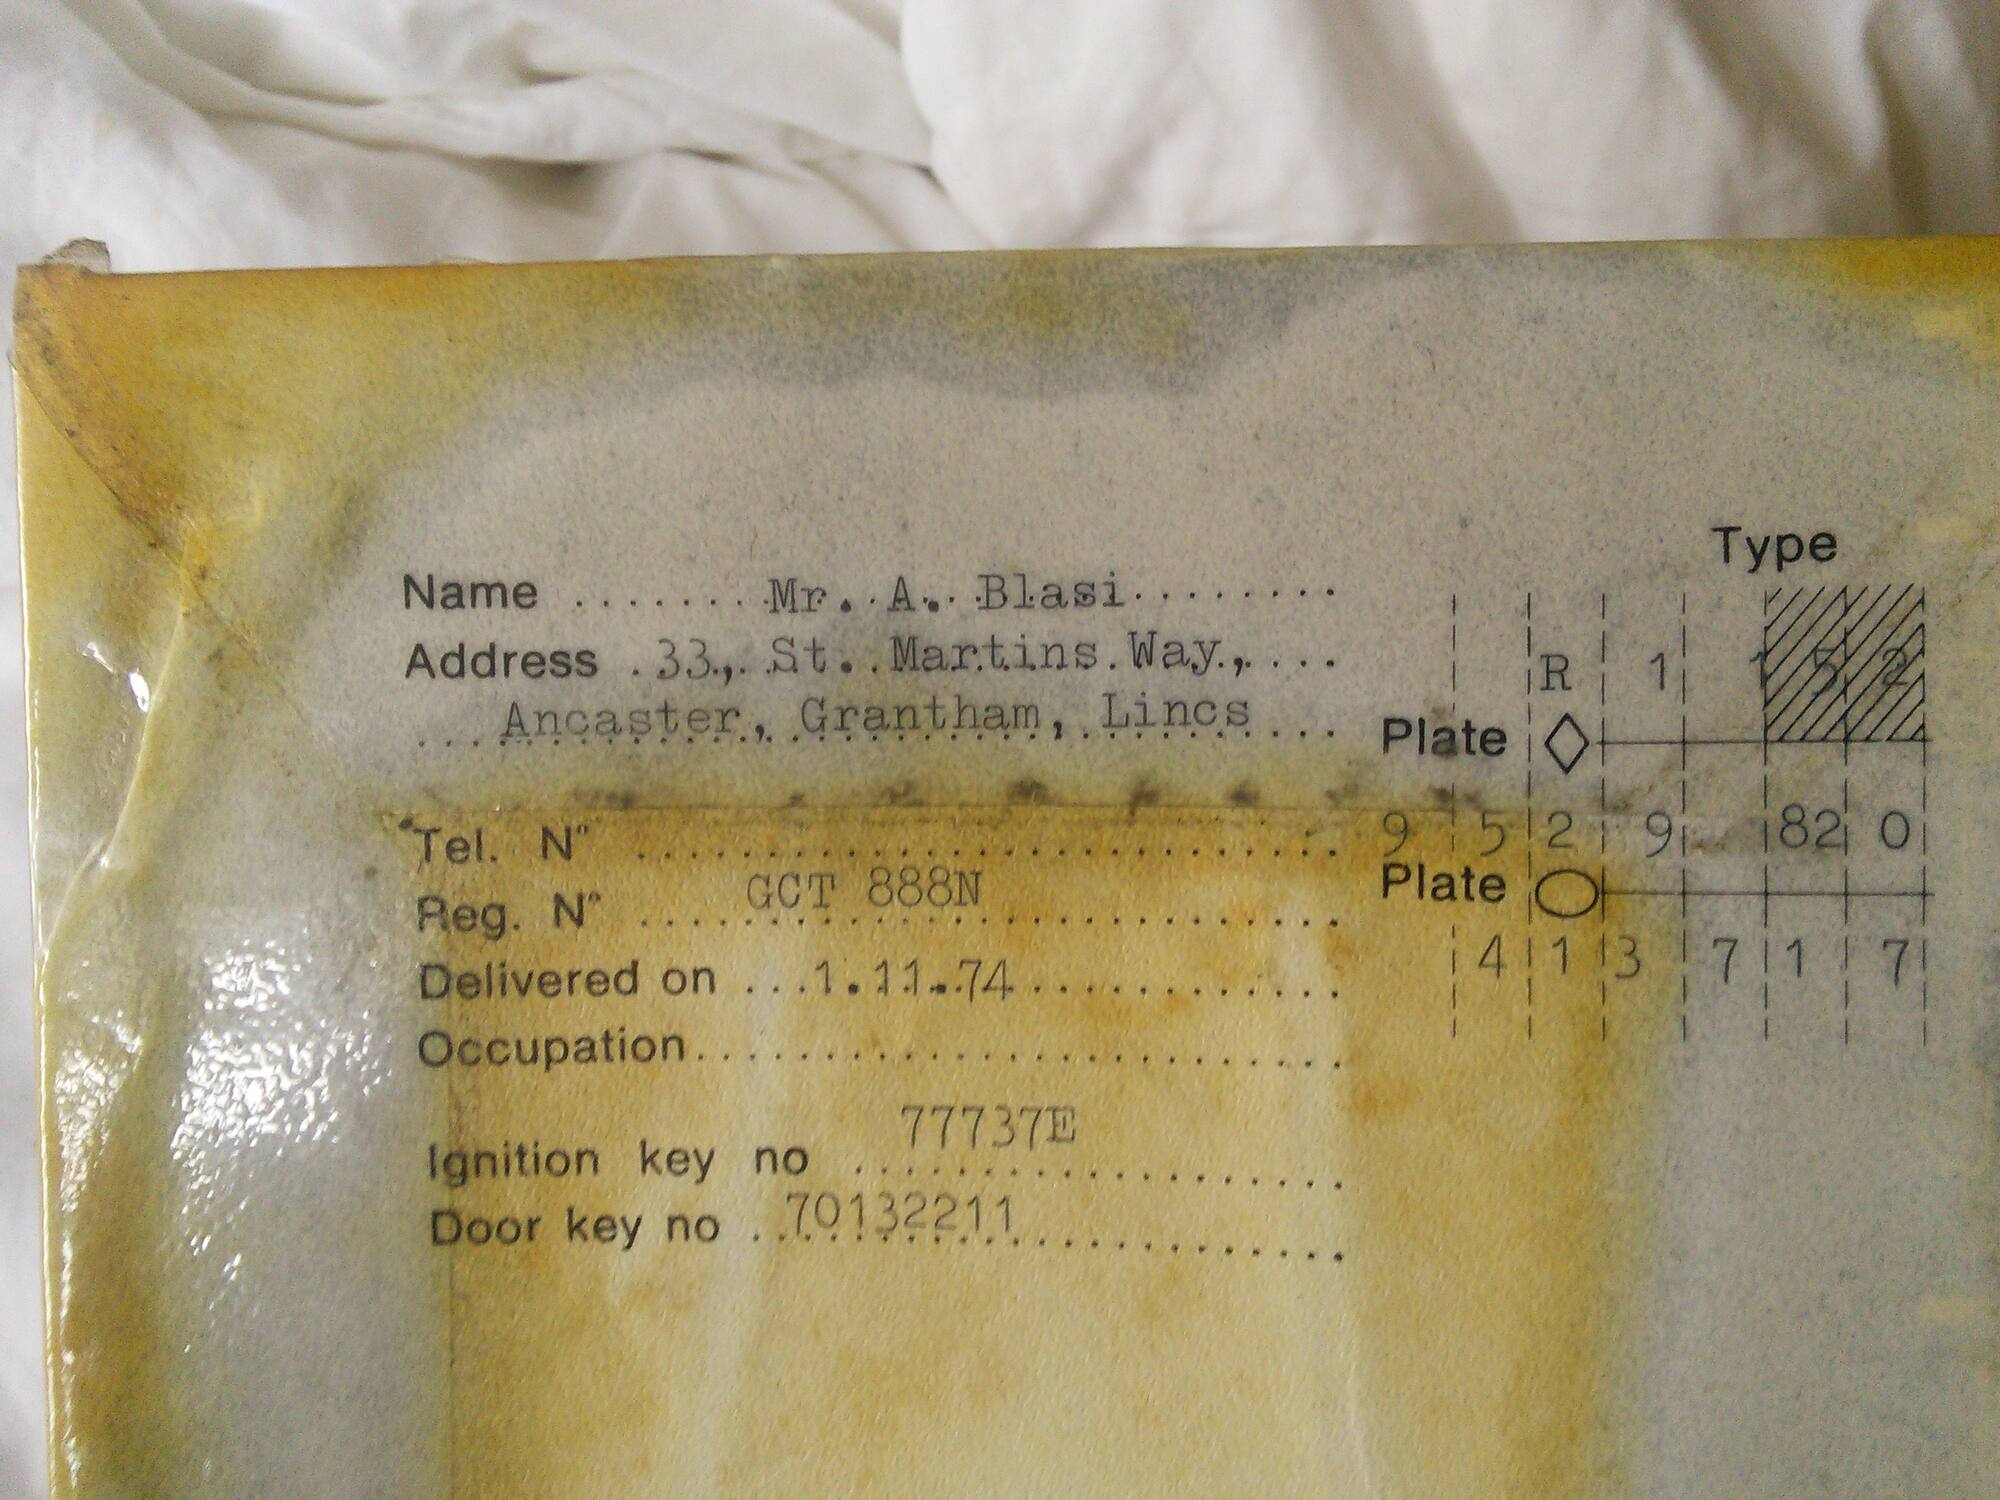 Type
Name Mr. A. Blasi
Address 33, St. Martins Way,
R 1 1 5 2
Ancaster, Grantham, Lincs
Plate
Tel. N°
9 5 2 9 82 0
Plate
Reg. N° GCT 888N
Delivered on 1.11.74
4 1 3 7 1 7
Occupation
Ignition key no 77737E
Door key no 70132211